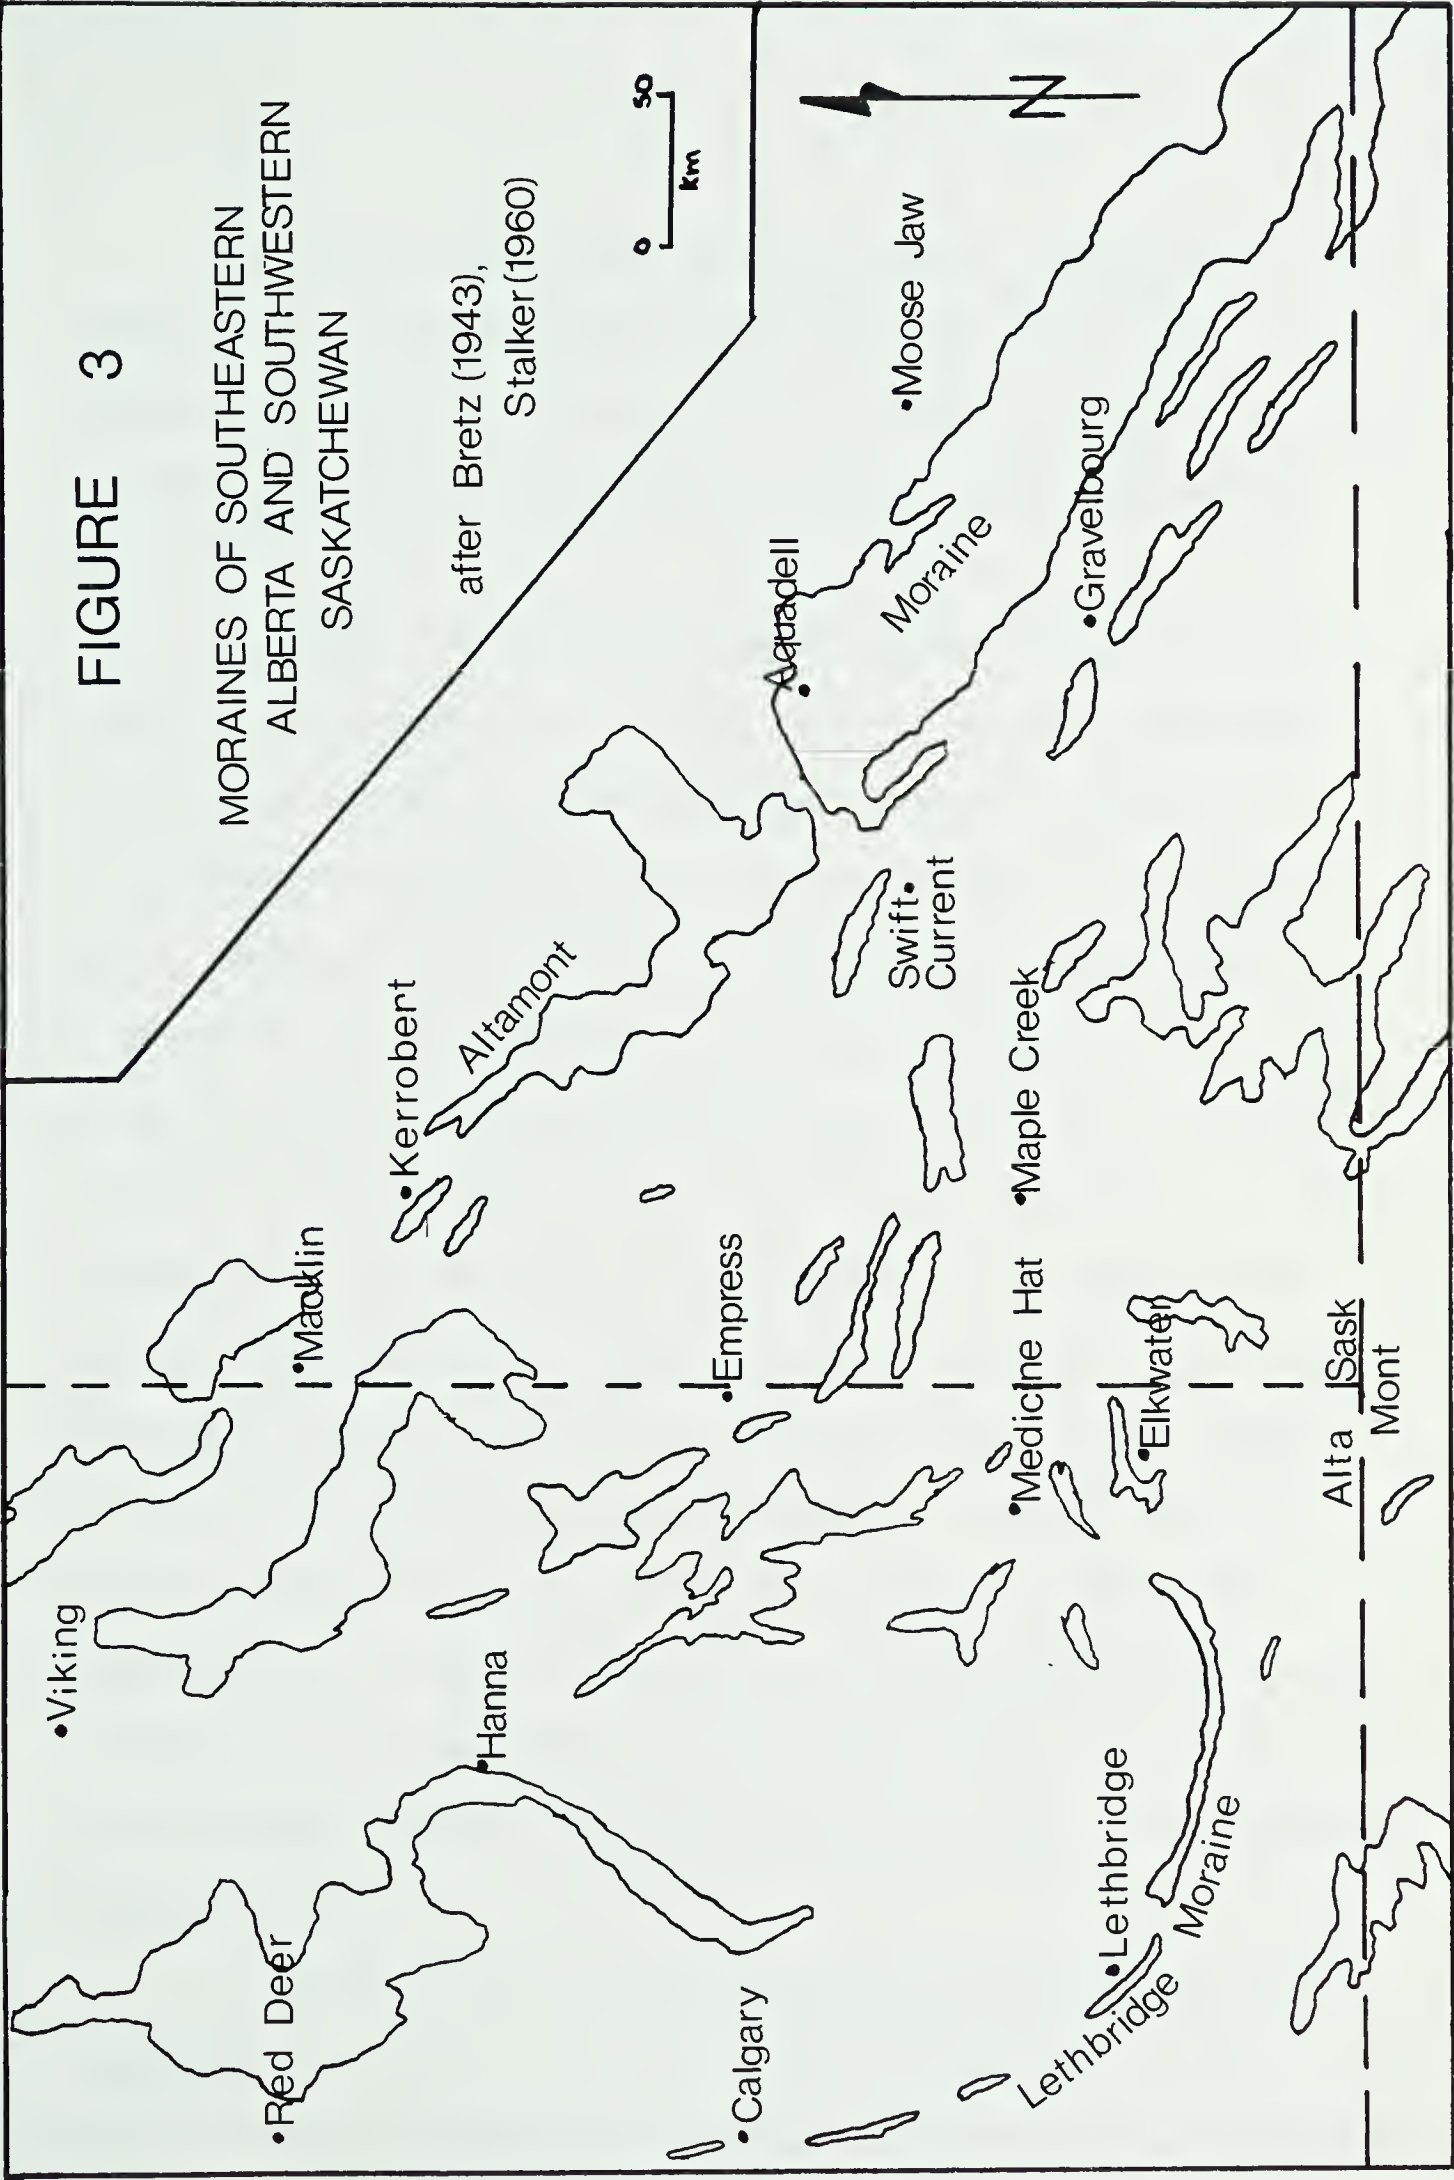 FIGURE 3
MORAINES OF SOUTHEASTERN
ALBERTA AND SOUTHWESTERN
SASKATCHEWAN
after Bretz (1943),
Stalker (1960)
0 50
km
N
Viking
Macklin
Kerrobert
Altamont
Red Deer
Hanna
Empress
Aquadell
Moraine
Moose Jaw
Calgary
Swift
Current
Medicine Hat
Maple Creek
Gravelbourg
Lethbridge
Elkwater
Lethbridge
Moraine
Alta
Sask
Mont